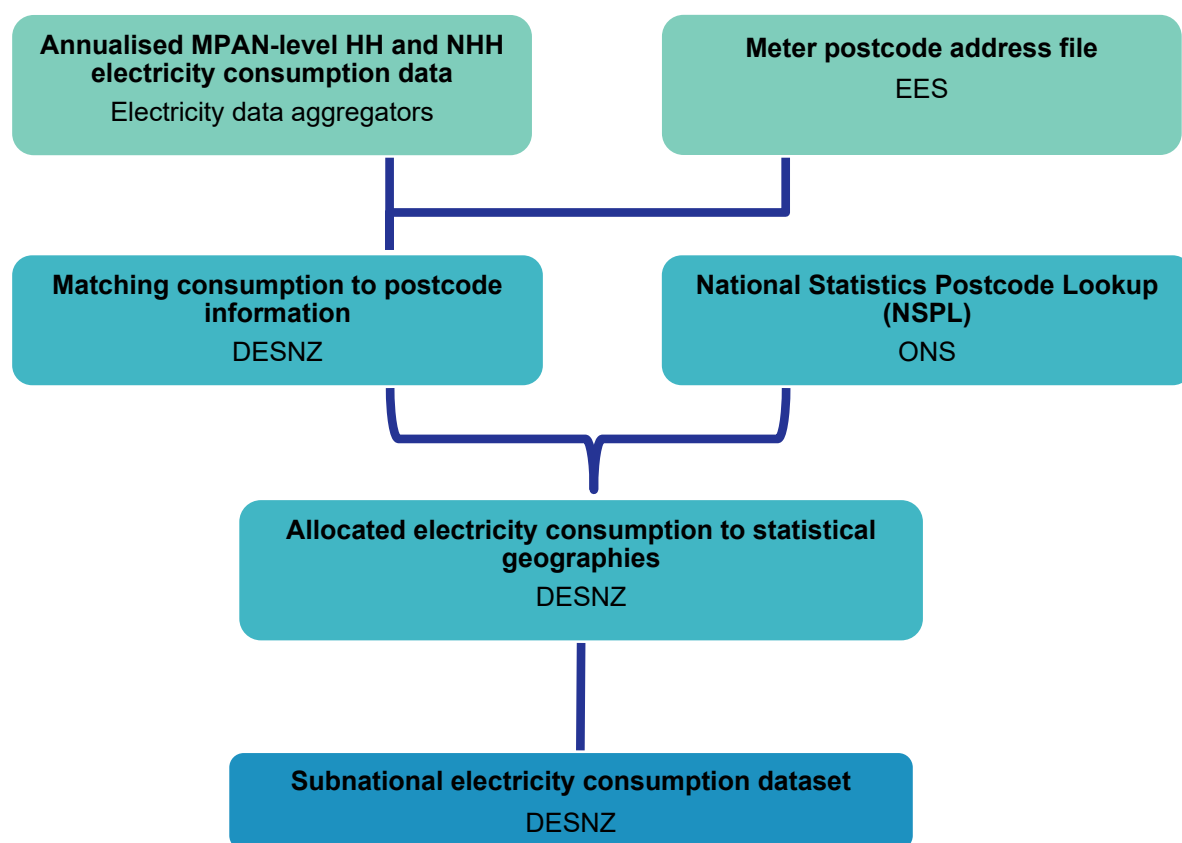 Annualised MPAN-level HH and NHH
electricity consumption data
Electricity data aggregators
Meter postcode address file
EES
Matching consumption to postcode
information
DESNZ
National Statistics Postcode Lookup
(NSPL)
ONS
Allocated electricity consumption to statistical
geographies
DESNZ
Subnational electricity consumption dataset
DESNZ